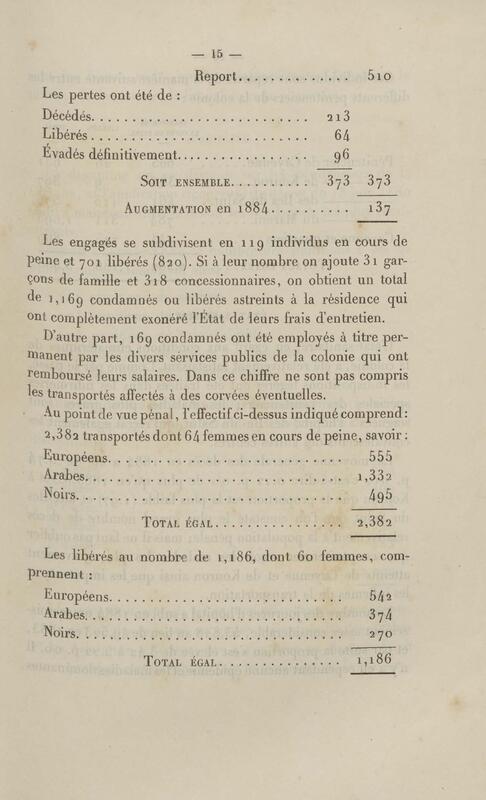 — 15 —
Report.............. 510
Les pertes ont été de :
Décédés........................... 213
Libérés........................... 64
Évadés définitivement................ 96
SOIT ENSEMBLE.......... 373 373
AUGMENTATION en 1884.......... 137
Les engagés se subdivisent en 119 individus en cours de
peine et 701 libérés (820). Si à leur nombre on ajoute 31 gar-
çons de famille et 318 concessionnaires, on obtient un total
de 1,169 condamnés ou libérés astreints à la résidence qui
ont complètement exonéré l'État de leurs frais d'entretien.
D'autre part, 169 condamnés ont été employés à titre per-
manent par les divers services publics de la colonie qui ont
remboursé leurs salaires. Dans ce chiffre ne sont pas compris
les transportés affectés à des corvées éventuelles.
Au point de vue pénal, l'effectif ci-dessus indiqué comprend :
2,382 transportés dont 64 femmes en cours de peine, savoir :
Européens............................. 555
Arabes................................ 1,332
Noirs................................. 495
TOTAL ÉGAL................ 2,382
Les libérés au nombre de 1,186, dont 60 femmes, com-
prennent :
Européens............................. 542
Arabes................................ 374
Noirs................................. 270
TOTAL ÉGAL............... 1,186